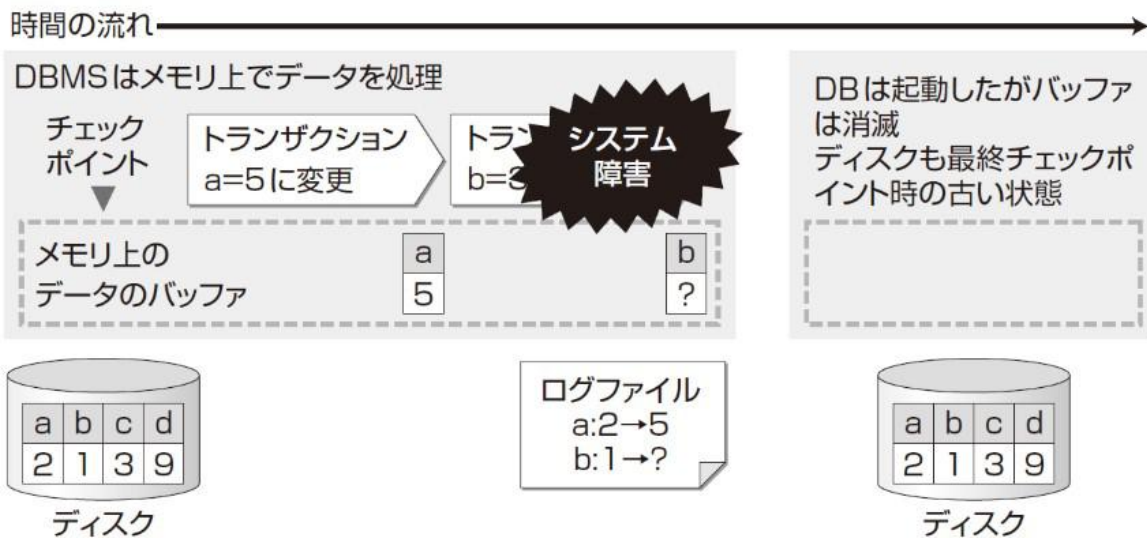 時間の流れ
DBMSはメモリ上でデータを処理
チェック
ポイント
トランザクション
a=5に変更
トラン
b=3
システム
障害
メモリ上の
データのバッファ
a
5
b
?
DBは起動したがバッファ
は消滅
ディスクも最終チェックポ
イント時の古い状態
a b c d
2 1 3 9
ディスク
ログファイル
a:2→5
b:1→?
a b c d
2 1 3 9
ディスク